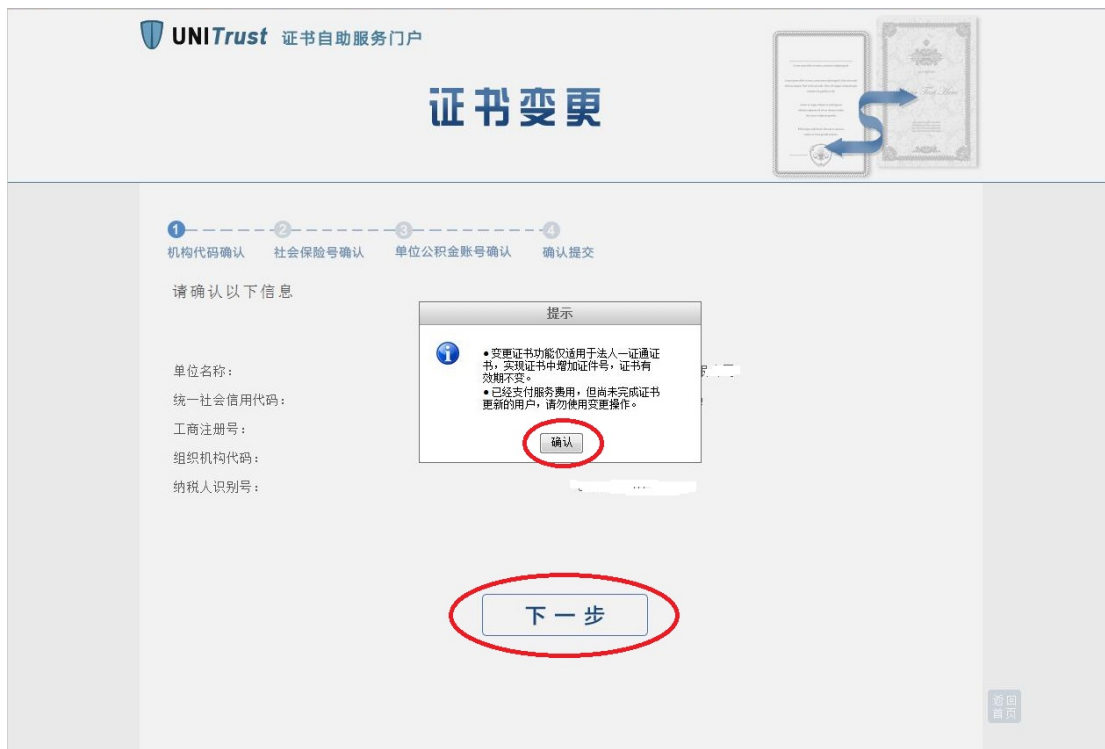 UNITrust 证书自助服务门户
证书变更
1 2 3 4
机构代码确认 社会保险号确认 单位公积金账号确认 确认提交
请确认以下信息
提示
●变更证书功能仅适用于法人一证通证
书，实现证书中增加证件号，证书有
效期不变。
●已经支付服务费用，但尚未完成证书
更新的用户，请勿使用变更操作。
确认
单位名称：
统一社会信用代码：
工商注册号：
组织机构代码：
纳税人识别号：
下一步
返回
首页